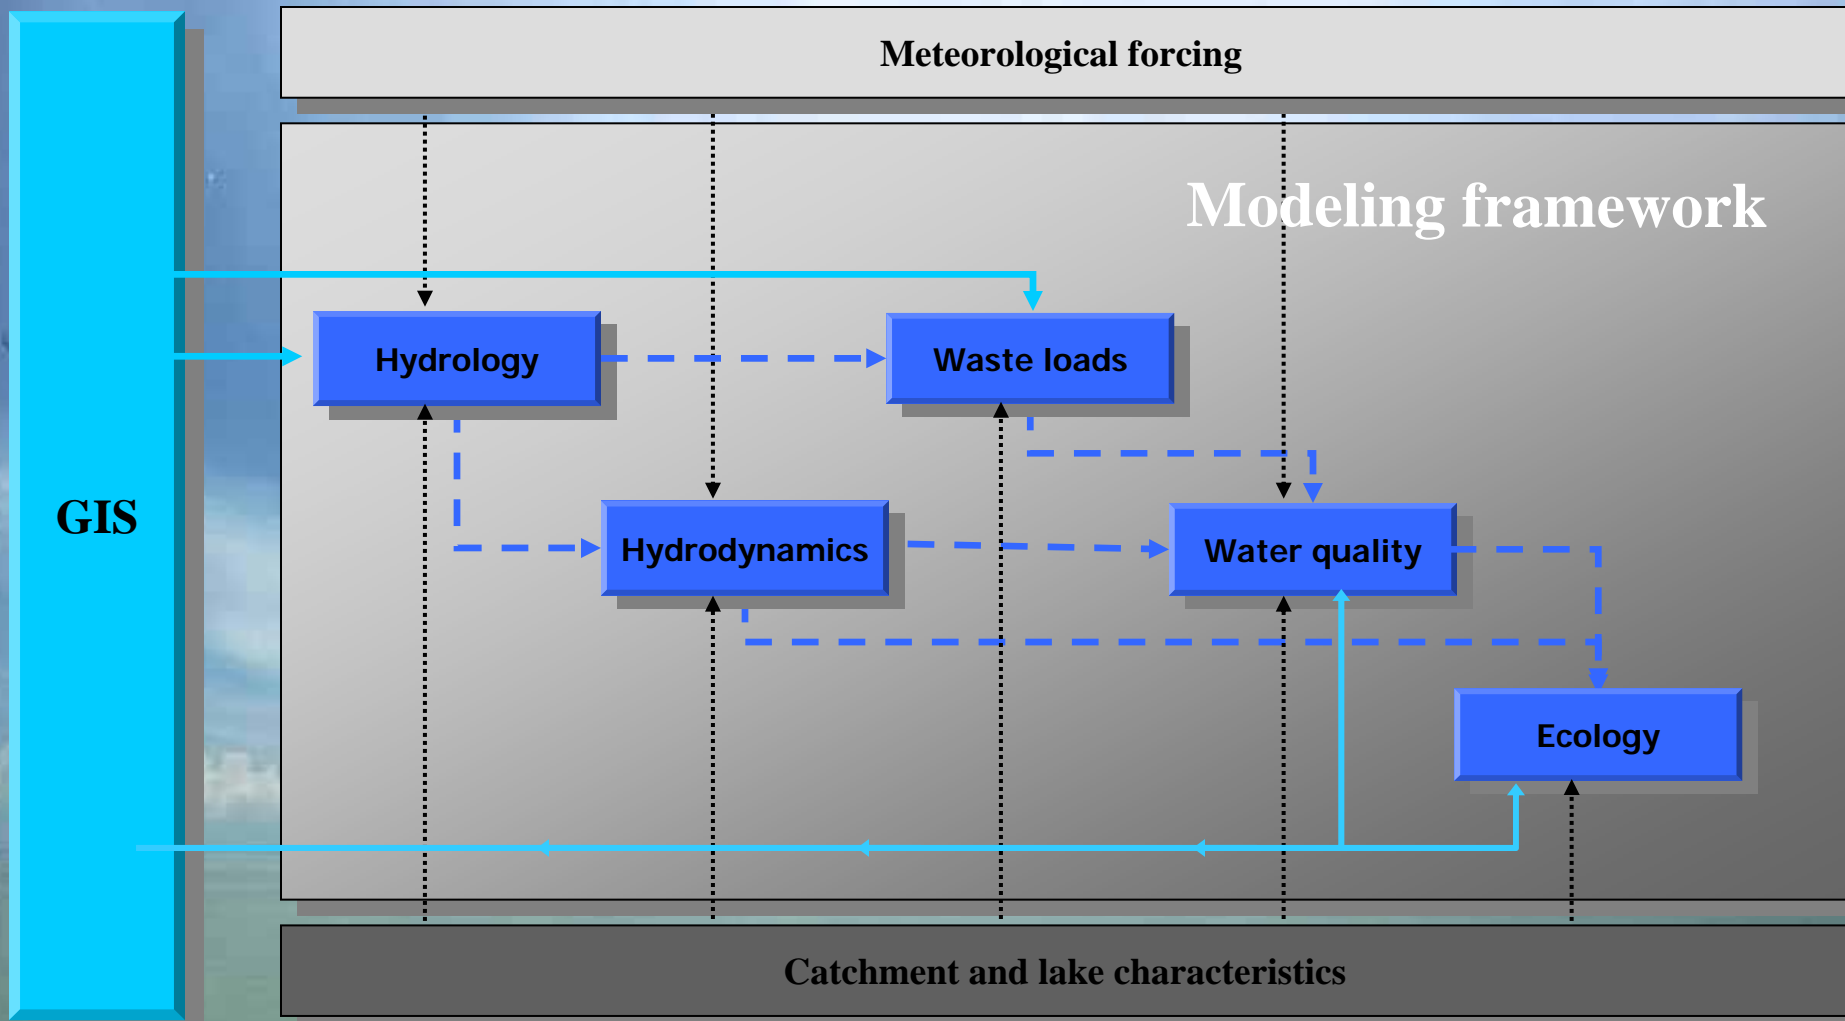 Meteorological forcing
Modeling framework
Hydrology
Waste loads
GIS
Hydrodynamics
Water quality
Ecology
Catchment and lake characteristics